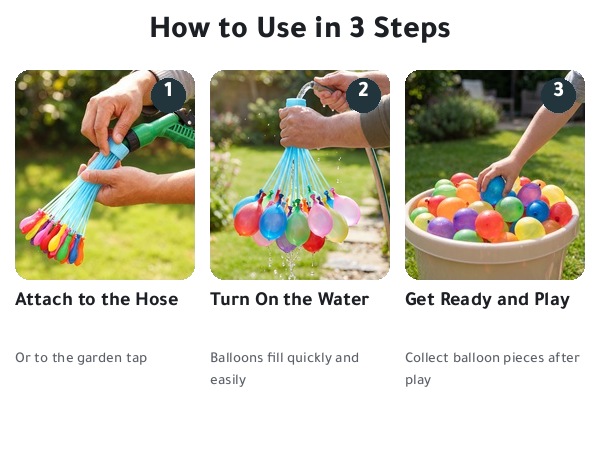 How to Use in 3 Steps
1
2
3
Attach to the Hose
Turn On the Water
Get Ready and Play
Or to the garden tap
Balloons fill quickly and
easily
Collect balloon pieces after
play